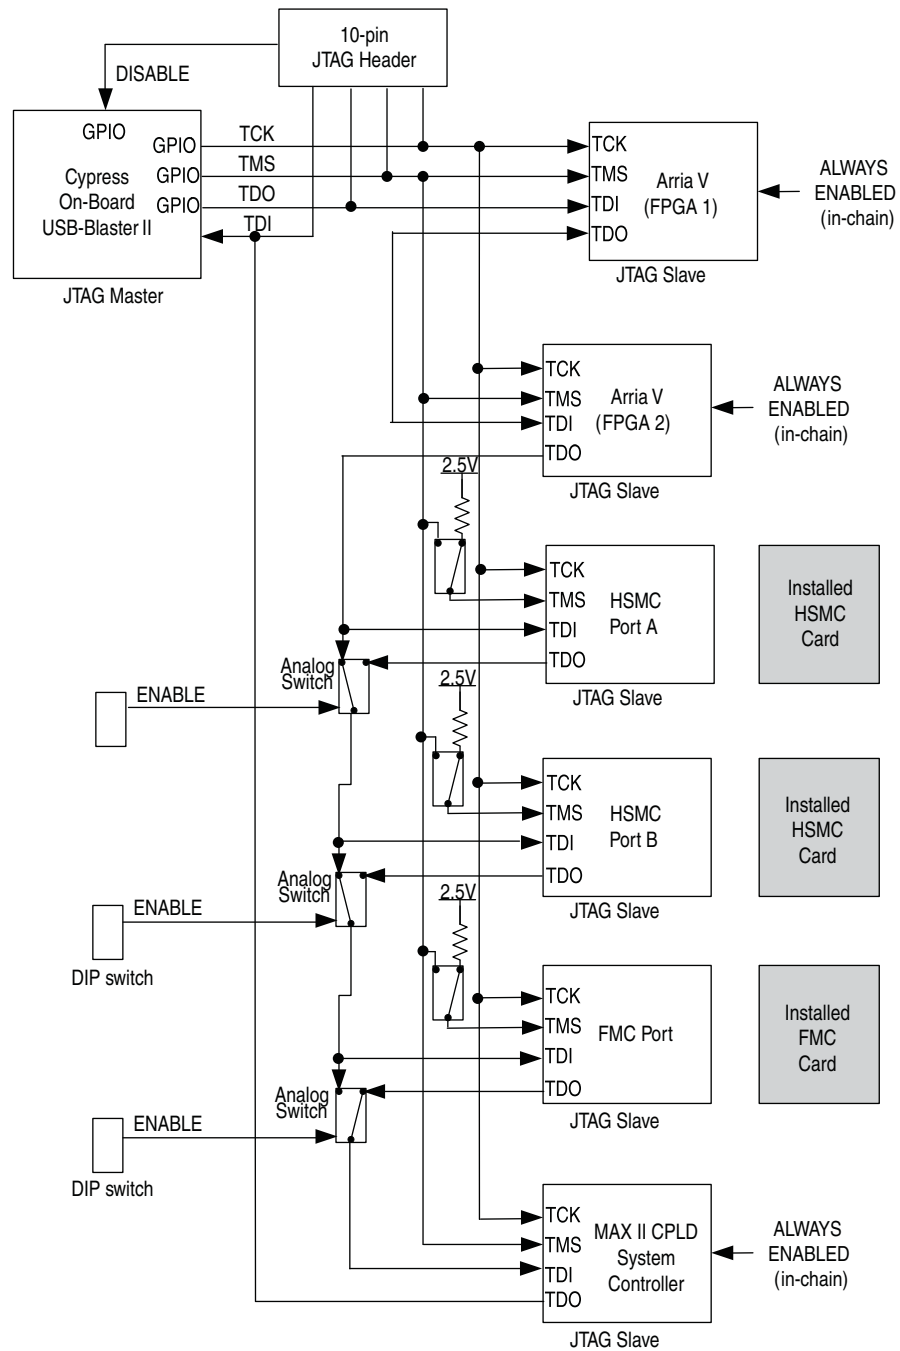 10-pin
JTAG Header
DISABLE
GPIO
GPIO
TCK
GPIO
TMS
GPIO
TDO
TDI
Cypress
On-Board
USB-Blaster II
JTAG Master
TCK
TMS
TDI
TDO
Arria V
(FPGA 1)
JTAG Slave
ALWAYS
ENABLED
(in-chain)
TCK
TMS
TDI
TDO
Arria V
(FPGA 2)
JTAG Slave
ALWAYS
ENABLED
(in-chain)
2.5V
TCK
TMS
TDI
TDO
HSMC
Port A
JTAG Slave
Installed
HSMC
Card
Analog
Switch
ENABLE
2.5V
TCK
TMS
TDI
TDO
HSMC
Port B
JTAG Slave
Installed
HSMC
Card
Analog
Switch
ENABLE
DIP switch
2.5V
TCK
TMS
TDI
TDO
FMC Port
JTAG Slave
Installed
FMC
Card
Analog
Switch
ENABLE
DIP switch
TCK
TMS
TDI
TDO
MAX II CPLD
System
Controller
JTAG Slave
ALWAYS
ENABLED
(in-chain)